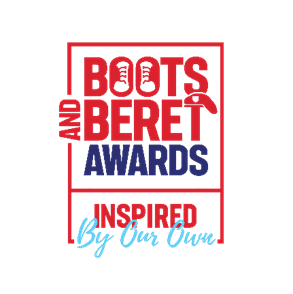 BOOTS
AND
BERET
AWARDS
INSPIRED
By Our Own